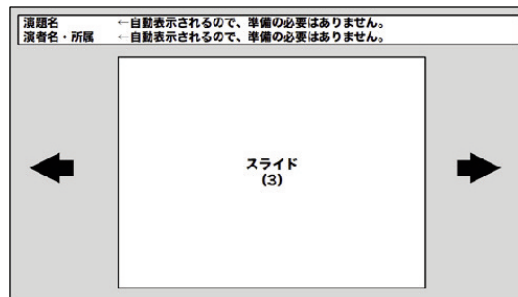 演題名 ←自動表示されるので、準備の必要はありません。
演者名・所属 ←自動表示されるので、準備の必要はありません。
スライド
(3)